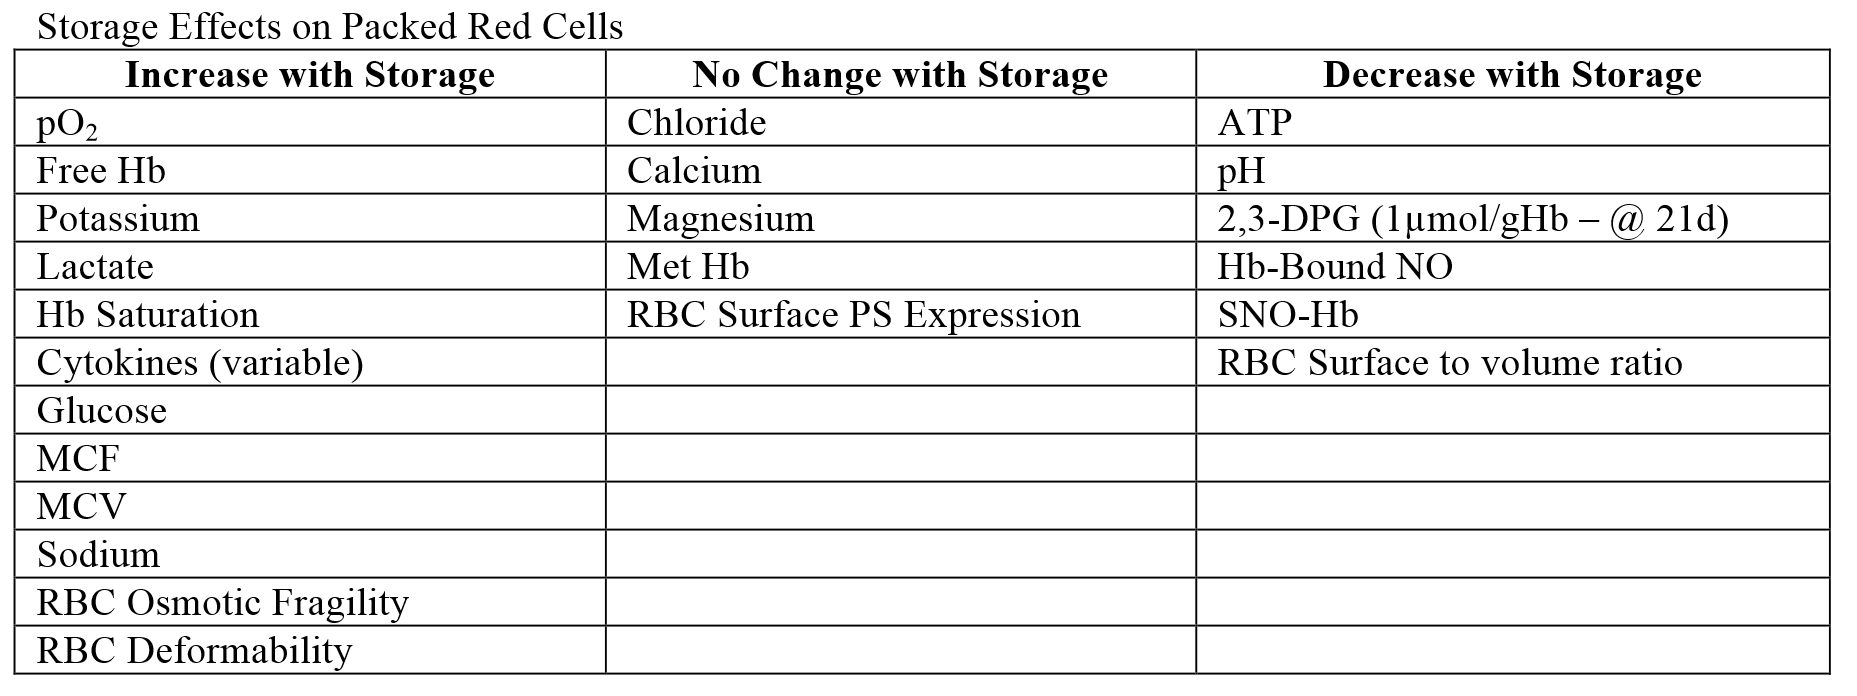 Storage Effects on Packed Red Cells
Increase with Storage No Change with Storage Decrease with Storage
pO₂ Chloride ATP
Free Hb Calcium pH
Potassium Magnesium 2,3-DPG (1µmol/gHb – @ 21d)
Lactate Met Hb Hb-Bound NO
Hb Saturation RBC Surface PS Expression SNO-Hb
Cytokines (variable) RBC Surface to volume ratio
Glucose
MCF
MCV
Sodium
RBC Osmotic Fragility
RBC Deformability